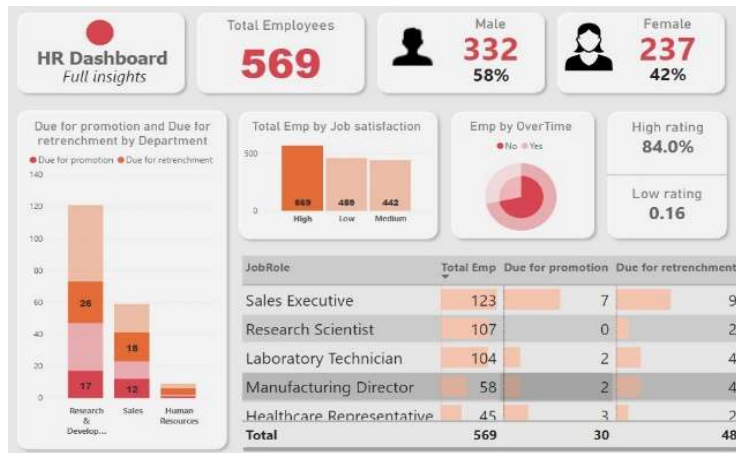 HR Dashboard
Full insights
Total Employees
569
Male
332
58%
Female
237
42%
Due for promotion and Due for
retrenchment by Department
Due for promotion Due for retrenchment
140
120
100
80
60
40
20
0
26
17
18
12
Research
&
Develop...
Sales
Human
Resources
Total Emp by Job satisfaction
500
0
569 459 442
High Low Medium
Emp by OverTime
No Yes
High rating
84.0%
Low rating
0.16
JobRole Total Emp Due for promotion Due for retrenchment
Sales Executive 123 7 9
Research Scientist 107 0 2
Laboratory Technician 104 2 4
Manufacturing Director 58 2 4
Healthcare Representative 45 3 2
Total 569 30 48